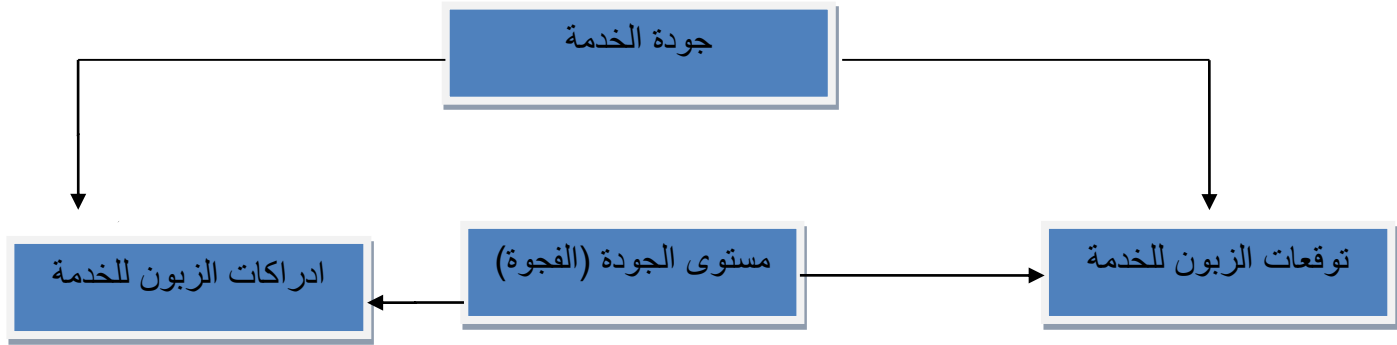 جودة الخدمة
توقعات الزبون للخدمة
مستوى الجودة (الفجوة)
ادراكات الزبون للخدمة